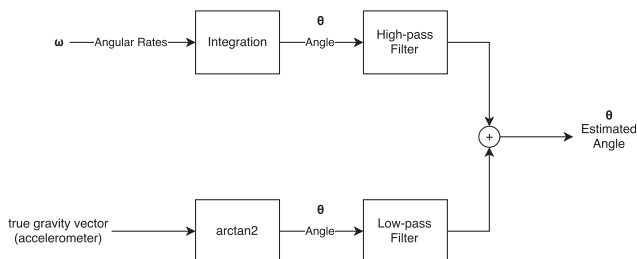 ω
Angular Rates
Integration
θ
Angle
High-pass
Filter
+
θ
Estimated
Angle
true gravity vector
(accelerometer)
arctan2
θ
Angle
Low-pass
Filter